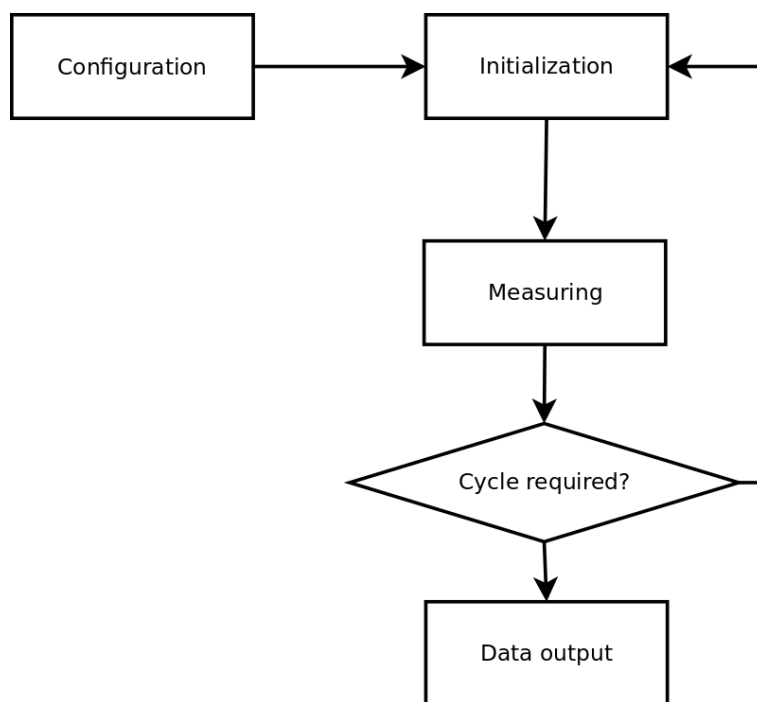 Configuration
Initialization
Measuring
Cycle required?
Data output